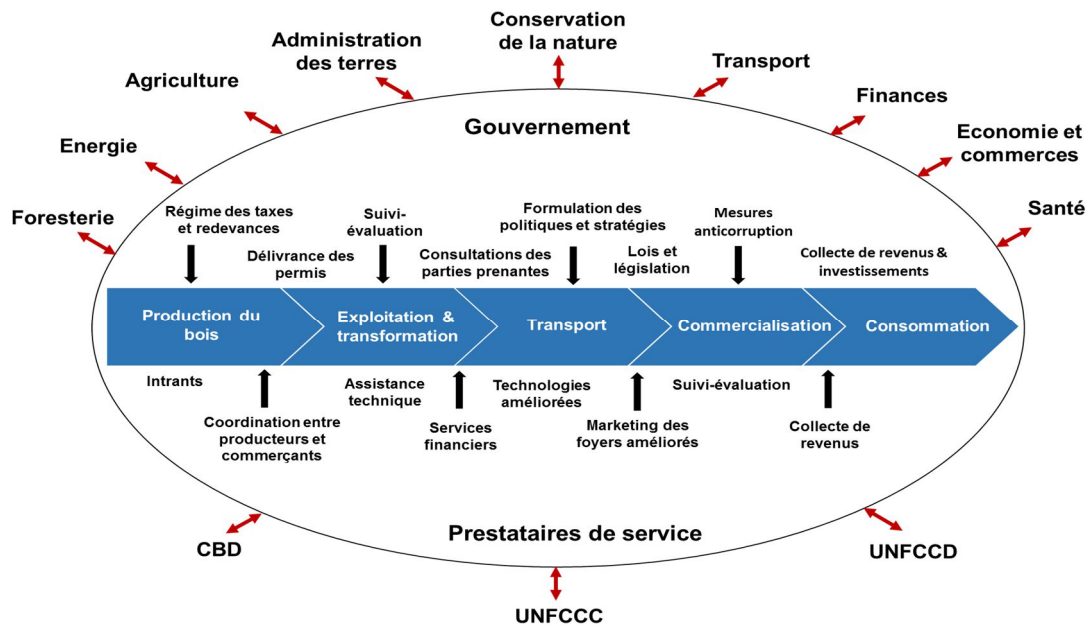 Conservation
de la nature
Administration
des terres
Transport
Agriculture
Finances
Energie
Economie et
commerces
Foresterie
Santé
Gouvernement
Régime des taxes
et redevances
Délivrance des
permis
Suivi-
évaluation
Consultations des
parties prenantes
Formulation des
politiques et stratégies
Lois et
législation
Mesures
anticorruption
Collecte de revenus &
investissements
Production du
bois
Exploitation &
transformation
Transport
Commercialisation
Consommation
Intrants
Coordination entre
producteurs et
commerçants
Assistance
technique
Services
financiers
Technologies
améliorées
Marketing des
foyers améliorés
Suivi-évaluation
Collecte de
revenus
Prestataires de service
CBD
UNFCCC
UNFCCD